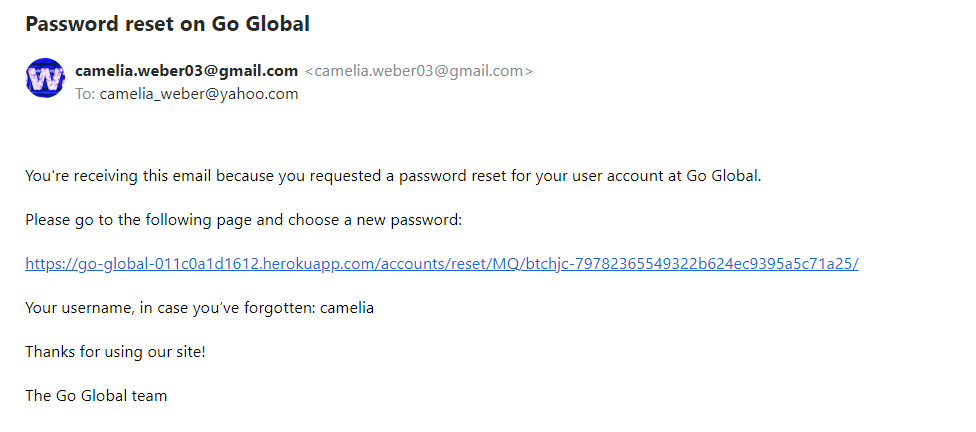 Password reset on Go Global
W
camelia.weber03@gmail.com <camelia.weber03@gmail.com>
To: camelia_weber@yahoo.com
You're receiving this email because you requested a password reset for your user account at Go Global.
Please go to the following page and choose a new password:
https://go-global-011c0a1d1612.herokuapp.com/accounts/reset/MQ/btchjc-79782365549322b624ec9395a5c71a25/
Your username, in case you’ve forgotten: camelia
Thanks for using our site!
The Go Global team